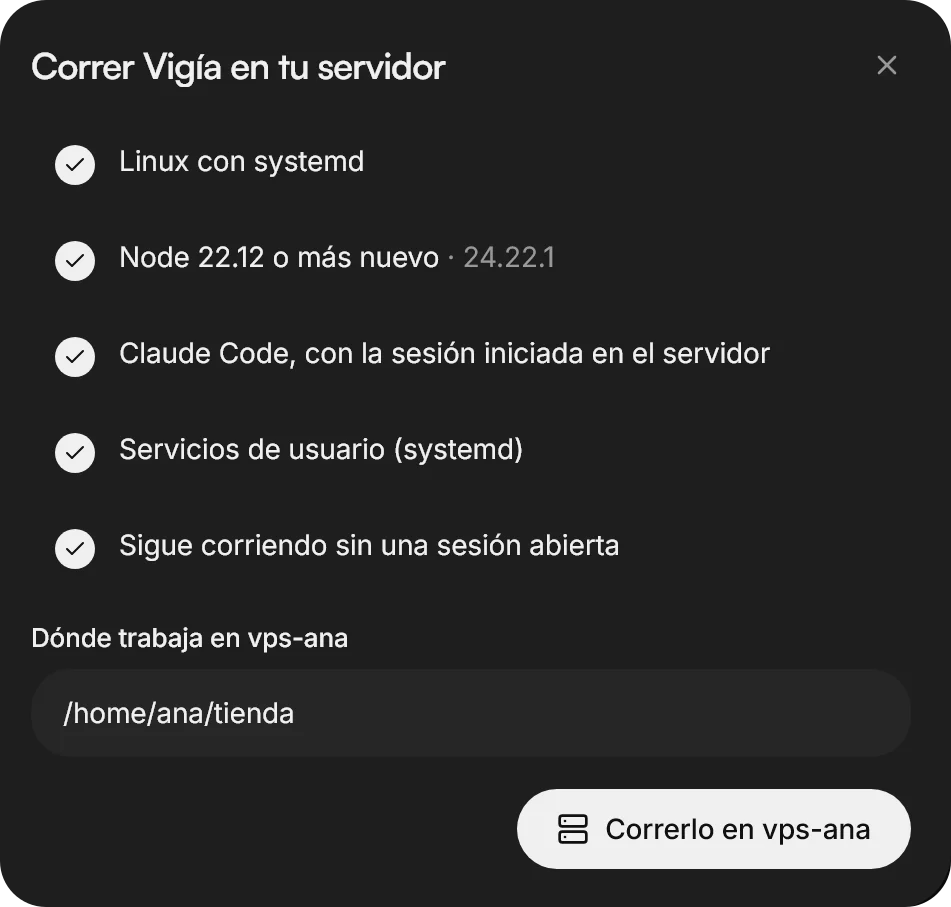 Correr Vigía en tu servidor
Linux con systemd
Node 22.12 o más nuevo · 24.22.1
Claude Code, con la sesión iniciada en el servidor
Servicios de usuario (systemd)
Sigue corriendo sin una sesión abierta
Dónde trabaja en vps-ana
/home/ana/tienda
Correrlo en vps-ana